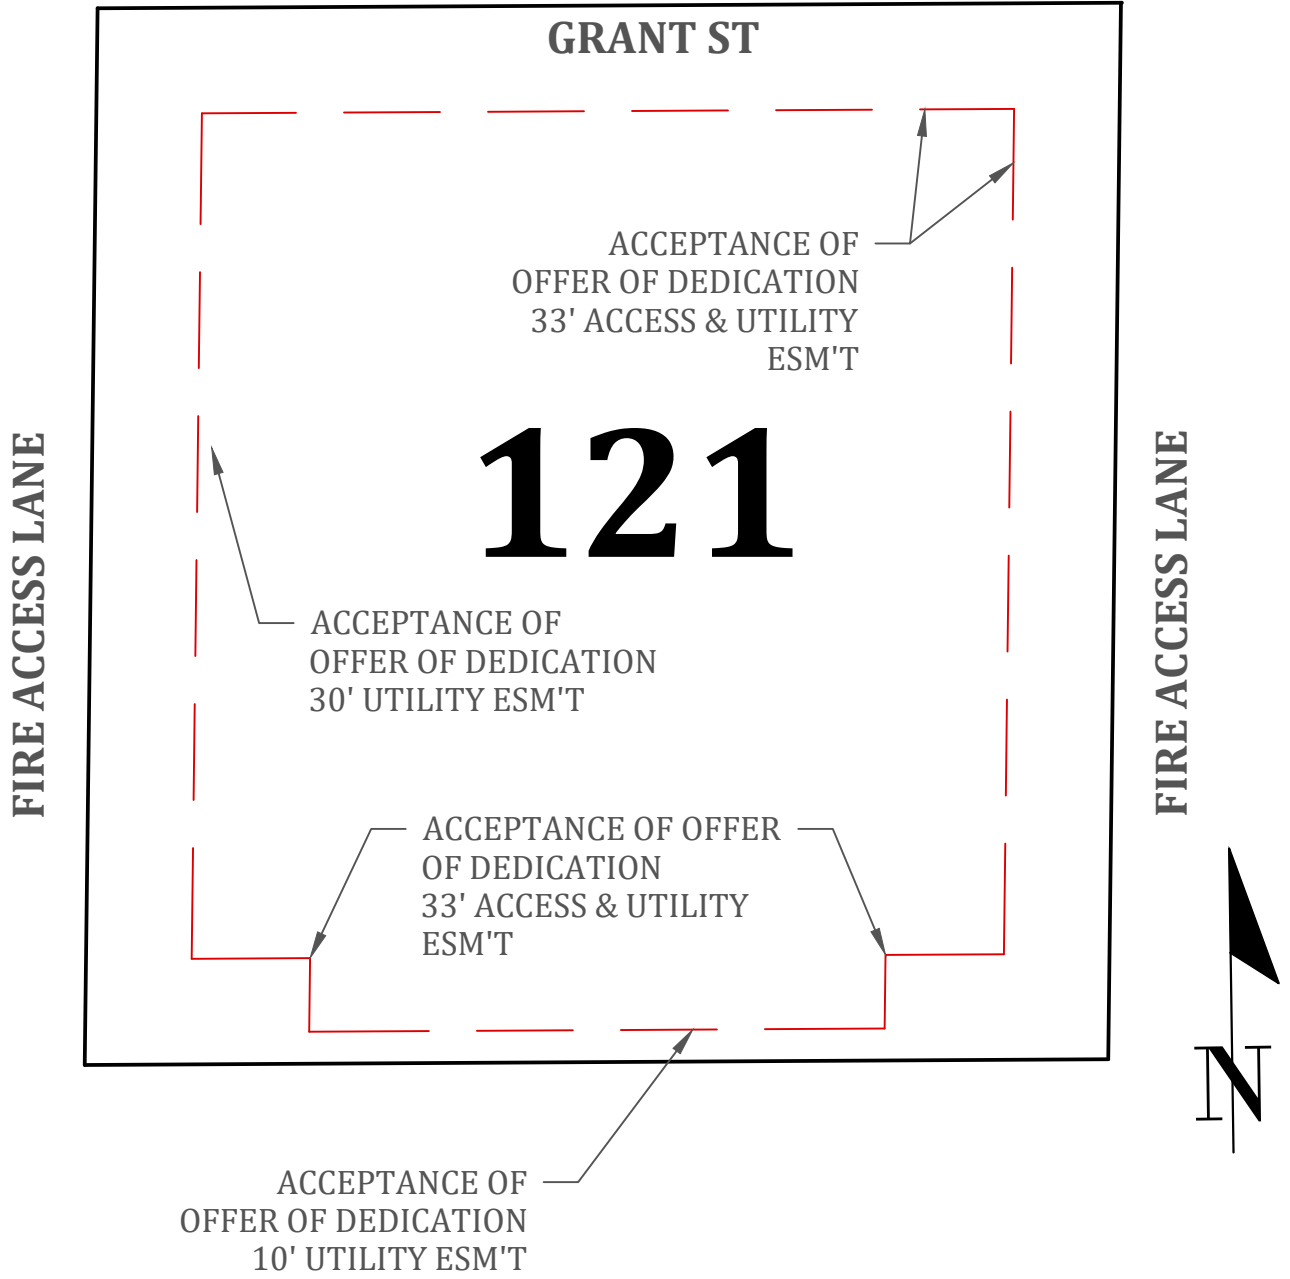 GRANT ST
ACCEPTANCE OF
OFFER OF DEDICATION
33' ACCESS & UTILITY
ESM'T
121
FIRE ACCESS LANE
FIRE ACCESS LANE
ACCEPTANCE OF
OFFER OF DEDICATION
30' UTILITY ESM'T
ACCEPTANCE OF OFFER
OF DEDICATION
33' ACCESS & UTILITY
ESM'T
N
ACCEPTANCE OF
OFFER OF DEDICATION
10' UTILITY ESM'T